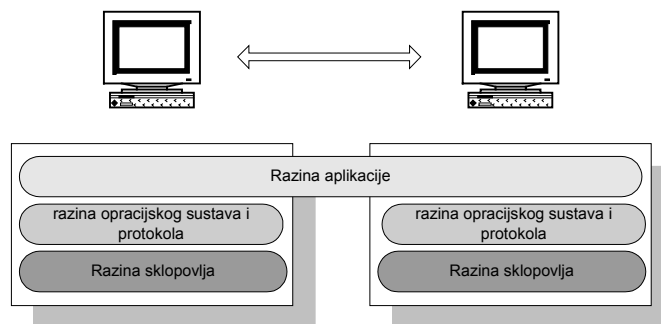 Razina aplikacije
razina opracijskog sustava i
protokola
razina opracijskog sustava i
protokola
Razina sklopovlja
Razina sklopovlja